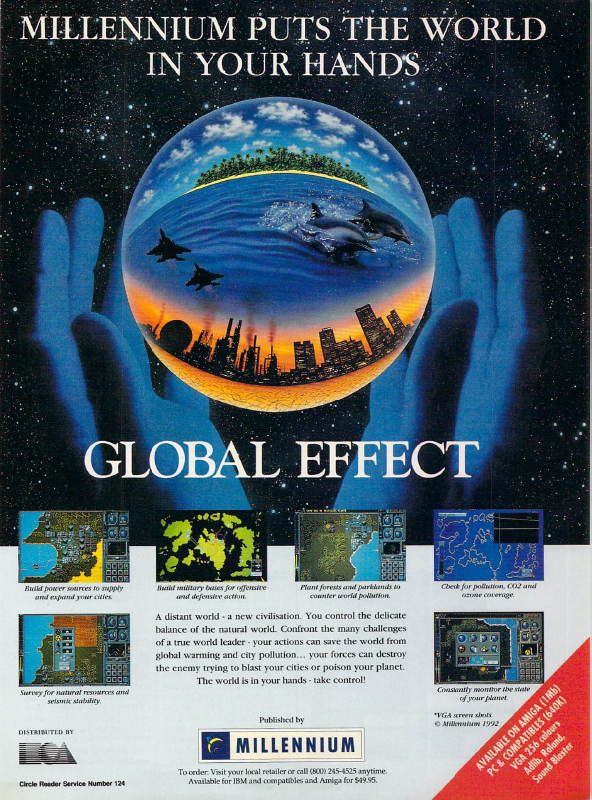 MILLENNIUM PUTS THE WORLD
IN YOUR HANDS
GLOBAL EFFECT
Build power sources to supply
and expand your cities.
Build military bases for offensive
and defensive action.
Plant forests and parklands to
counter world pollution.
Check for pollution, CO2 and
ozone coverage.
Survey for natural resources and
seismic stability.
A distant world - a new civilisation. You control the delicate
balance of the natural world. Confront the many challenges
of a true world leader - your actions can save the world from
global warming and city pollution... your forces can destroy
the enemy trying to blast your cities or poison your planet.
The world is in your hands - take control!
Constantly monitor the state
of your planet.
*VGA screen shots
© Millennium 1992
DISTRIBUTED BY
Circle Reader Service Number 124
Published by
MILLENNIUM
To order: Visit your local retailer or call (800) 245-4525 anytime.
Available for IBM and compatibles and Amiga for $49.95.
AVAILABLE ON AMIGA (1Mb)
PC & COMPATIBLES (640K)
VGA 256 colours
Adlib, Roland,
Sound Blaster